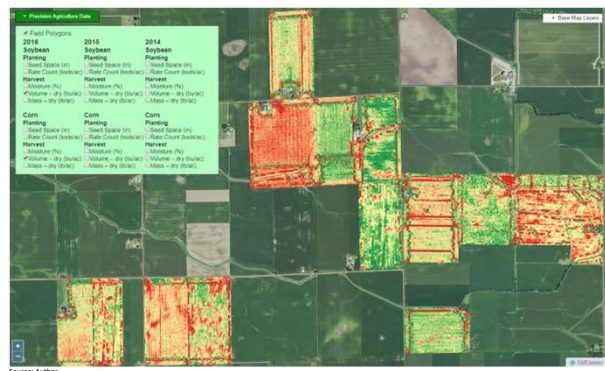 Precision Agriculture Data
Base Map Layers
Field Polygons
2016 2015 2014
Soybean Soybean Soybean
Planting Planting Planting
Seed Space (in) Seed Space (in) Seed Space (in)
Rate Count (ksds/ac) Rate Count (ksds/ac) Rate Count (ksds/ac)
Harvest Harvest Harvest
Moisture (%) Moisture (%) Moisture (%)
Volume – dry (bu/ac) Volume – dry (bu/ac) Volume – dry (bu/ac)
Mass – dry (lb/ac) Mass – dry (lb/ac) Mass – dry (lb/ac)
Corn Corn Corn
Planting Planting Planting
Seed Space (in) Seed Space (in) Seed Space (in)
Rate Count (ksds/ac) Rate Count (ksds/ac) Rate Count (ksds/ac)
Harvest Harvest Harvest
Moisture (%) Moisture (%) Moisture (%)
Volume – dry (bu/ac) Volume – dry (bu/ac) Volume – dry (bu/ac)
Mass – dry (lb/ac) Mass – dry (lb/ac) Mass – dry (lb/ac)
Source: Author